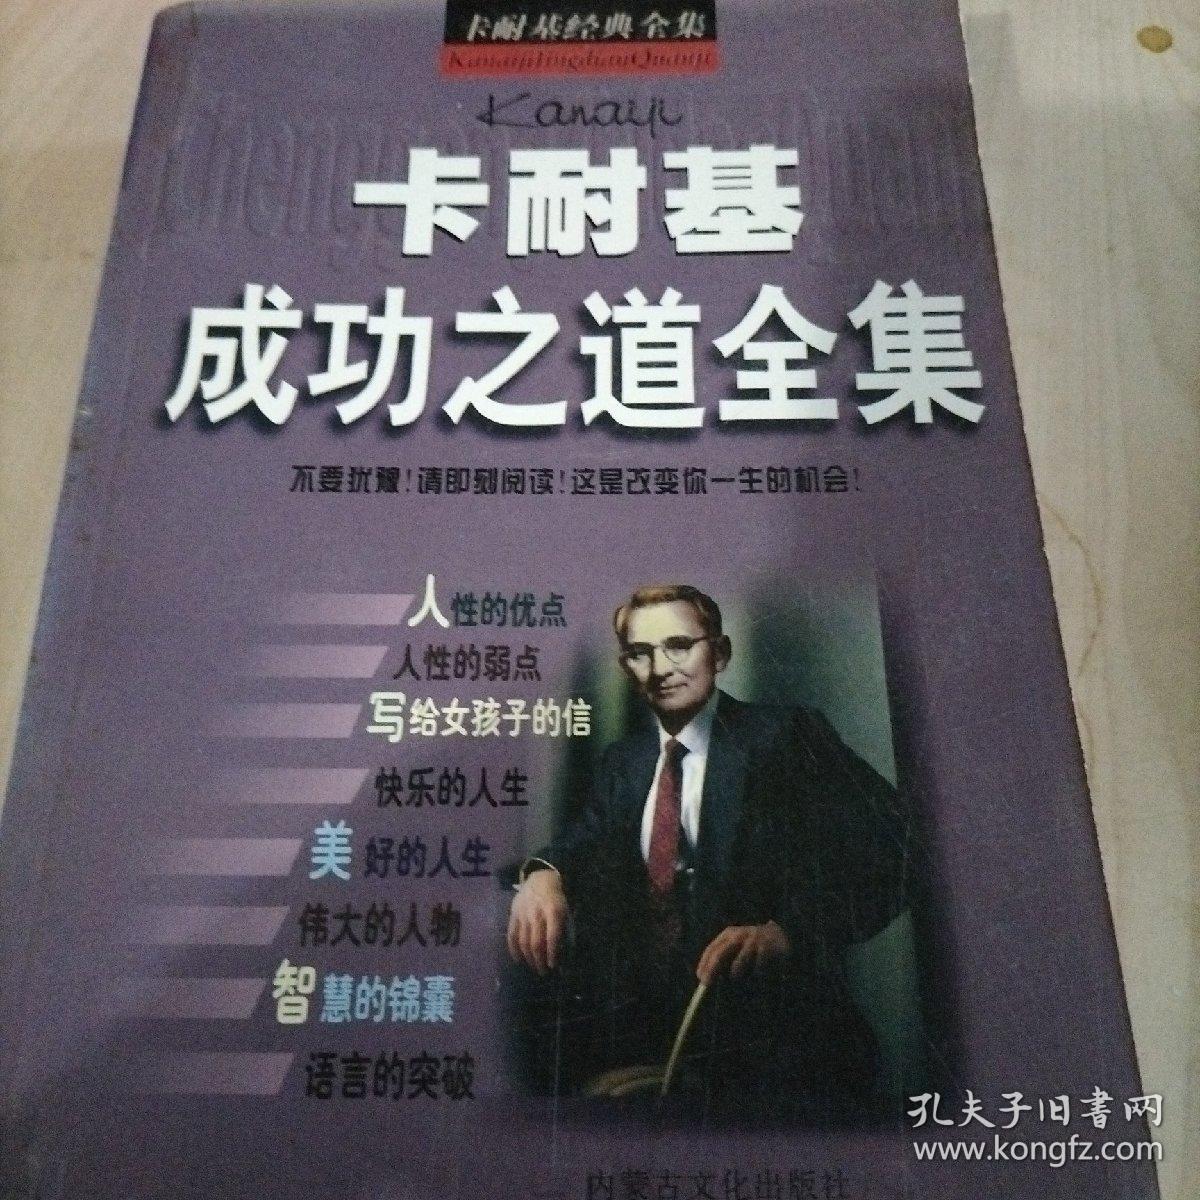 卡耐基经典全集
KanaijiJingdianQuanji
Kanaiji
卡耐基
成功之道全集
不要犹豫!请即刻阅读!这是改变你一生的机会!
人性的优点
人性的弱点
写给女孩子的信
快乐的人生
美好的人生
伟大的人物
智慧的锦囊
语言的突破
内蒙古文化出版社
孔夫子旧書网
www.kongfz.com